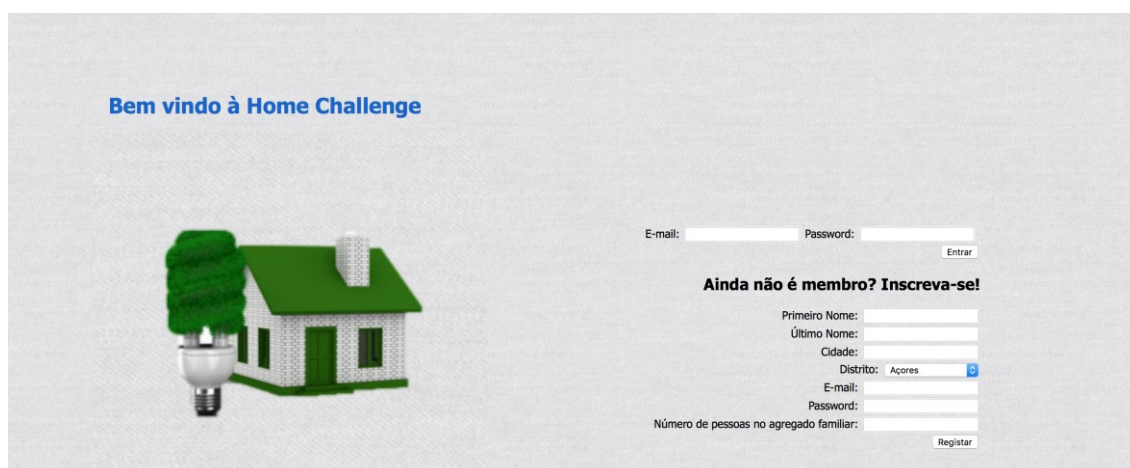 Bem vindo à Home Challenge
E-mail: Password:
Entrar
Ainda não é membro? Inscreva-se!
Primeiro Nome:
Último Nome:
Cidade:
Distrito: Açores
E-mail:
Password:
Número de pessoas no agregado familiar:
Registar